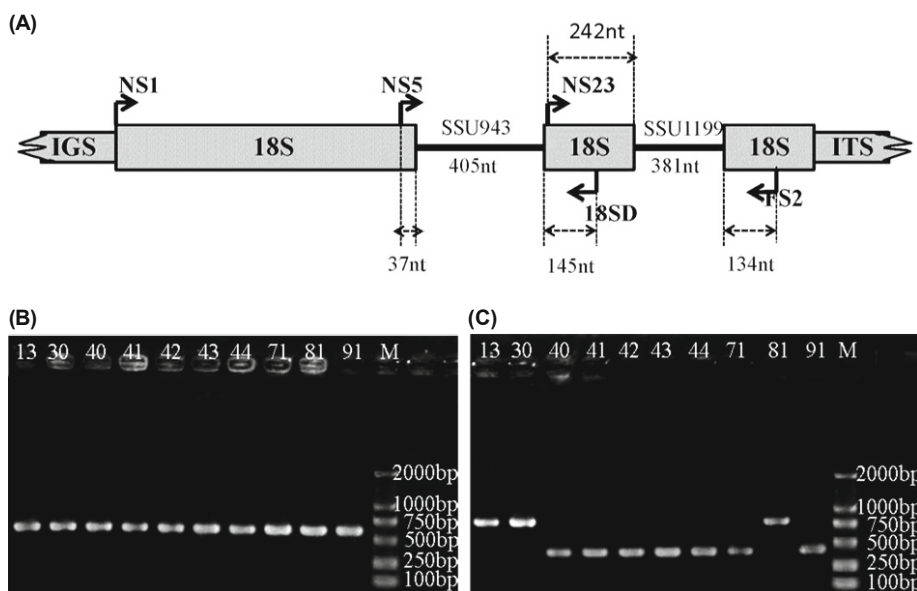 (A)
242nt
NS1
NS5
NS23
SSU943
SSU1199
IGS
18S
18S
18S
ITS
405nt
381nt
18SD
FS2
37nt
145nt
134nt
(B)
13 30 40 41 42 43 44 71 81 91 M
2000bp
1000bp
750bp
500bp
250bp
100bp
(C)
13 30 40 41 42 43 44 71 81 91 M
2000bp
1000bp
750bp
500bp
250bp
100bp